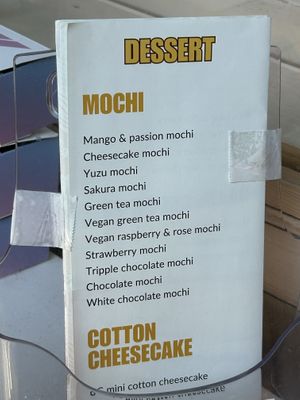 DESSERT
MOCHI
Mango & passion mochi
Cheesecake mochi
Yuzu mochi
Sakura mochi
Green tea mochi
Vegan green tea mochi
Vegan raspberry & rose mochi
Strawberry mochi
Tripple chocolate mochi
Chocolate mochi
White chocolate mochi
COTTON
CHEESECAKE
mini cotton cheesecake
cheesecake